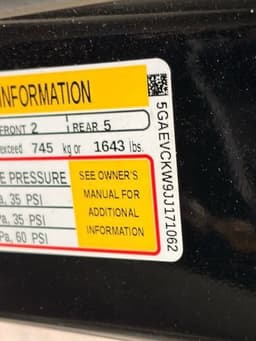 INFORMATION
FRONT 2 REAR 5
exceed 745 kg or 1643 lbs.
E PRESSURE
a, 35 PSI
a, 35 PSI
Pa, 60 PSI
SEE OWNER'S
MANUAL FOR
ADDITIONAL
INFORMATION
5GAEVCKW9JJ171062